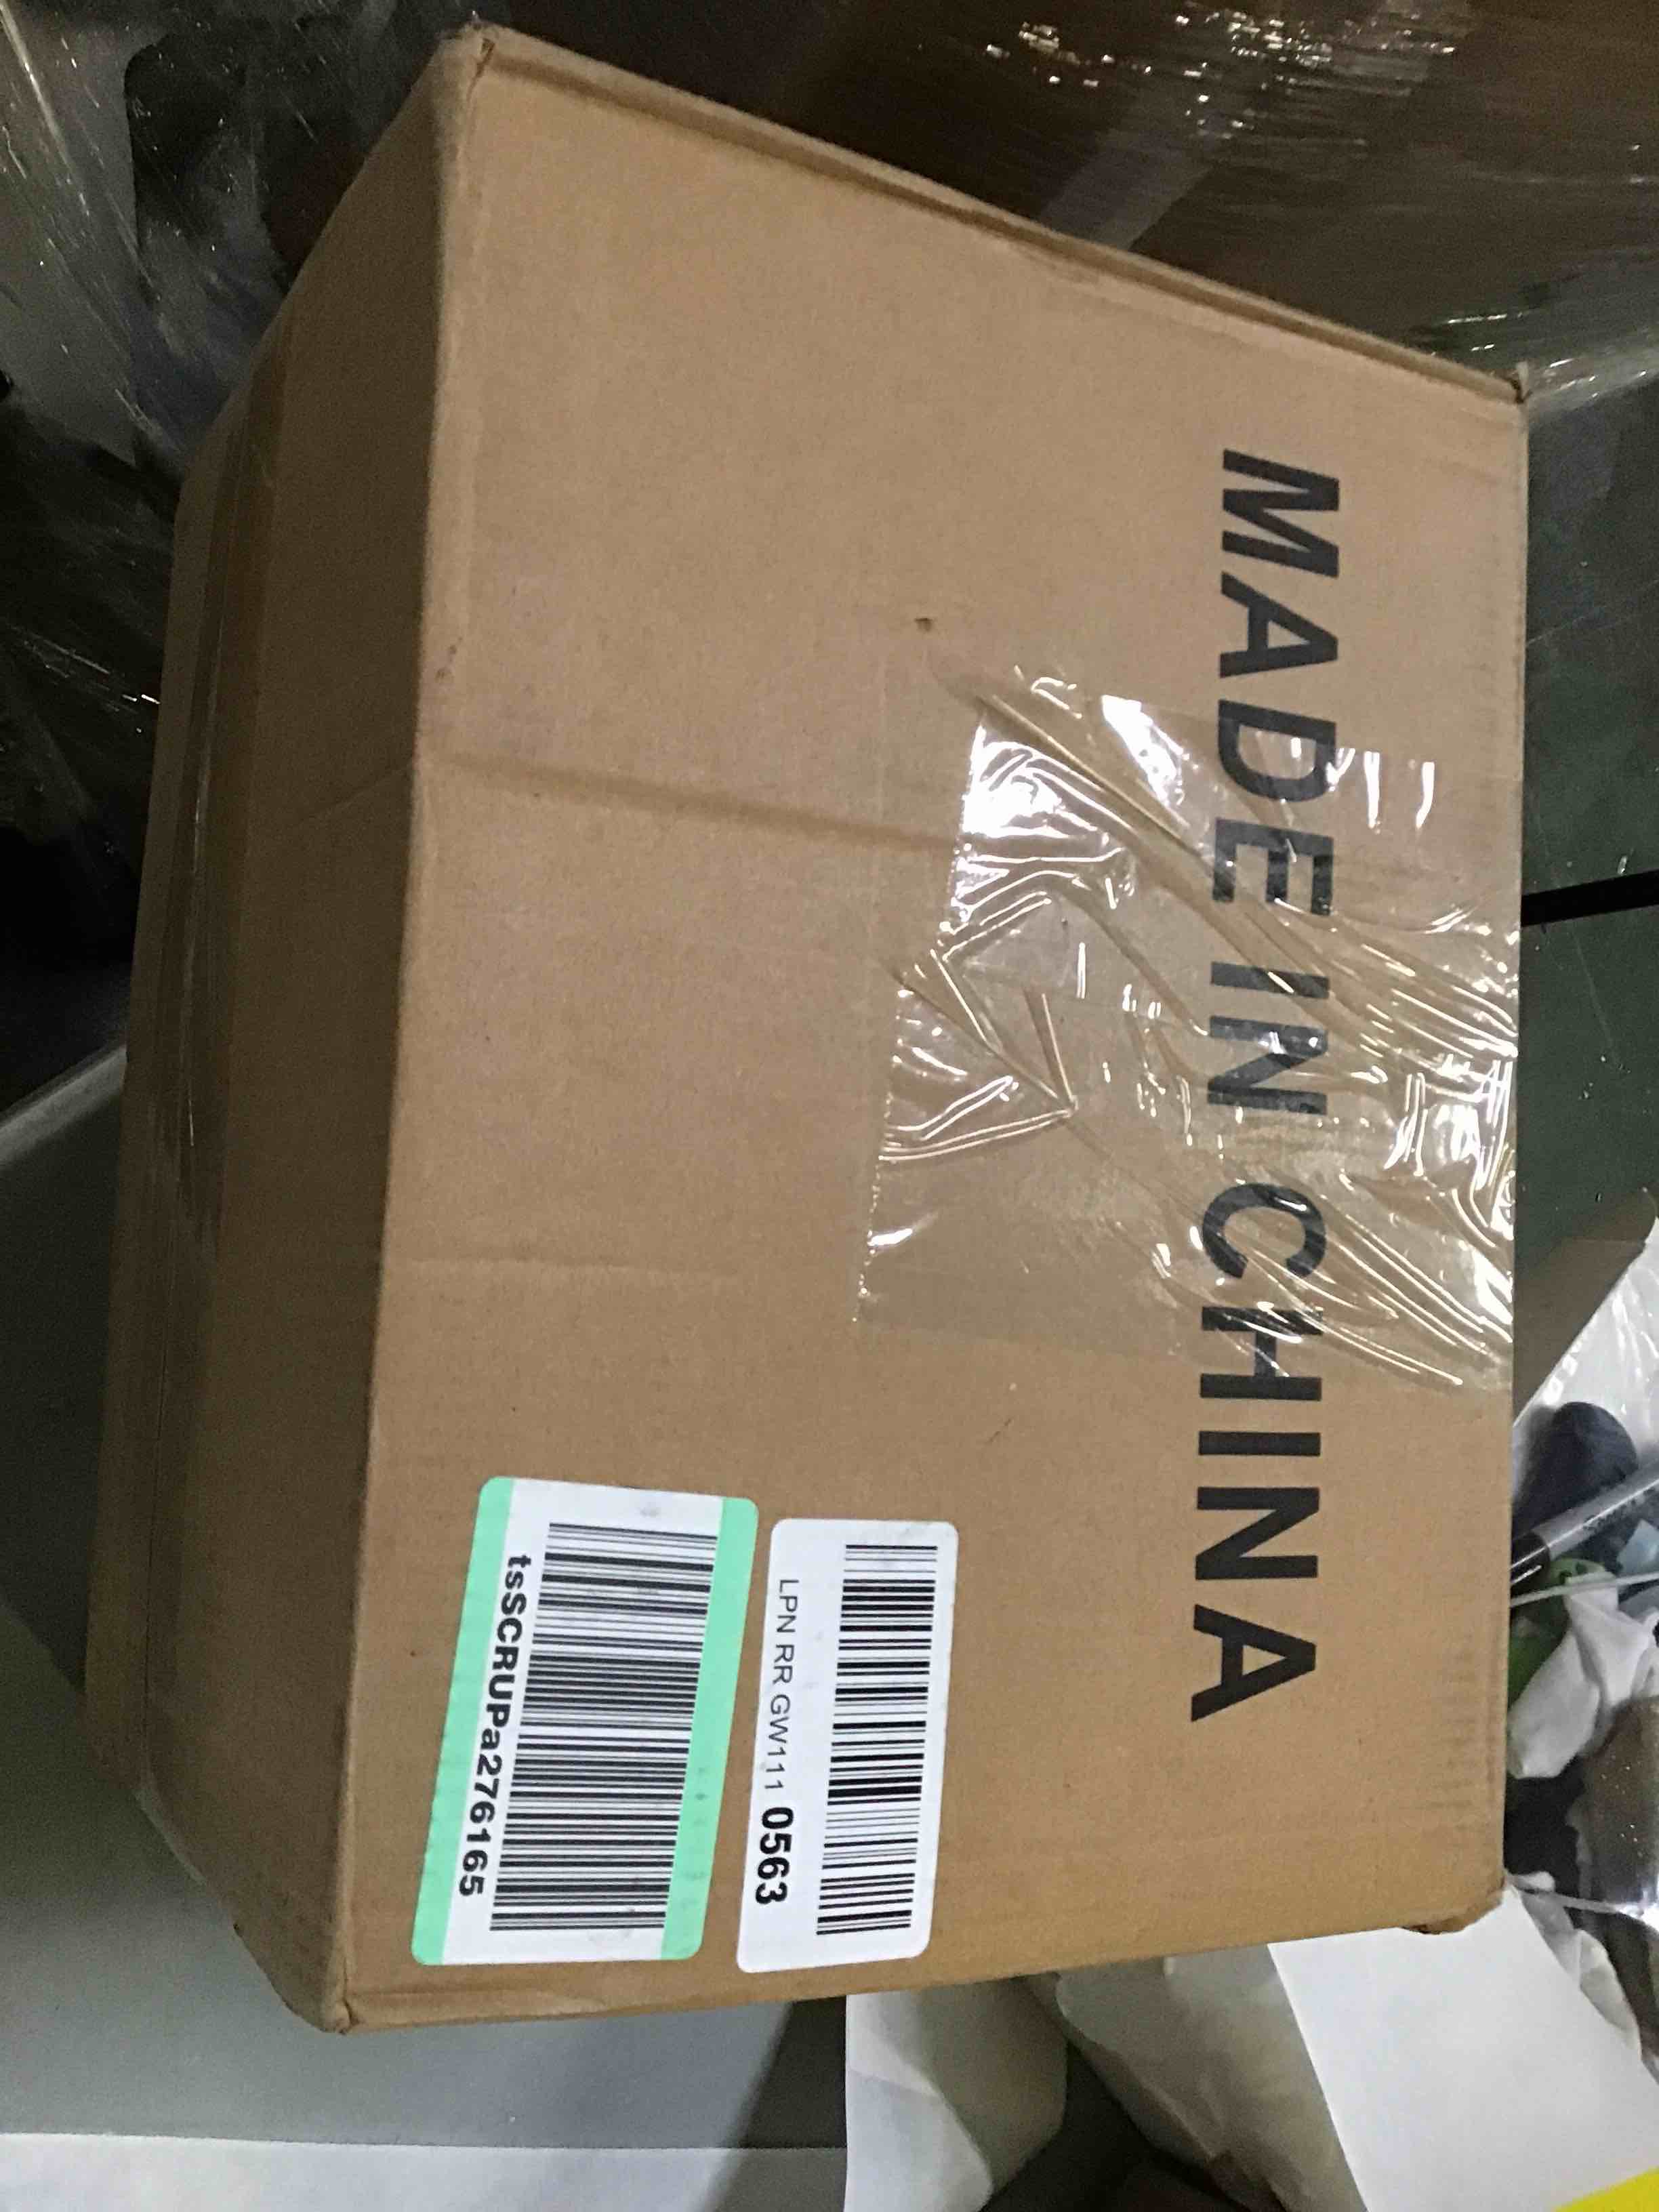 MADE IN CHINA
LPN RR GW111 0563
tsSCRUPa276165